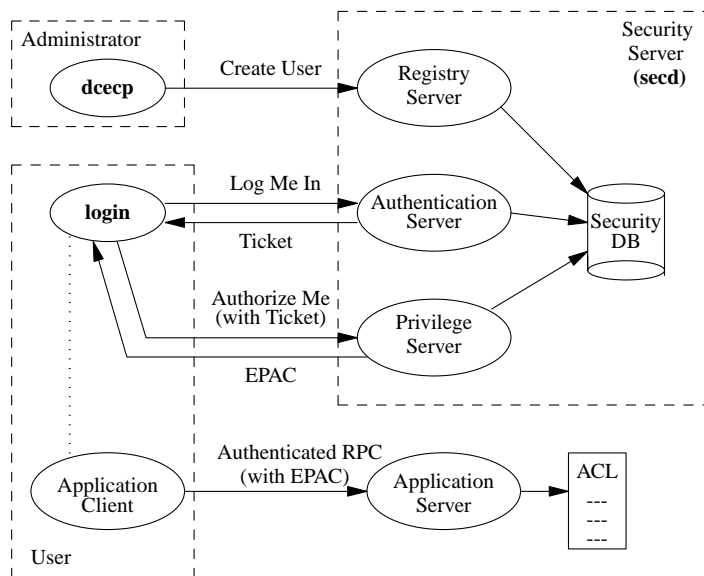 Administrator
dcecp
Create User
Registry
Server
Security
Server
(secd)
login
Log Me In
Ticket
Authentication
Server
Security
DB
Authorize Me
(with Ticket)
EPAC
Privilege
Server
Application
Client
User
Authenticated RPC
(with EPAC)
Application
Server
ACL
---
---
---